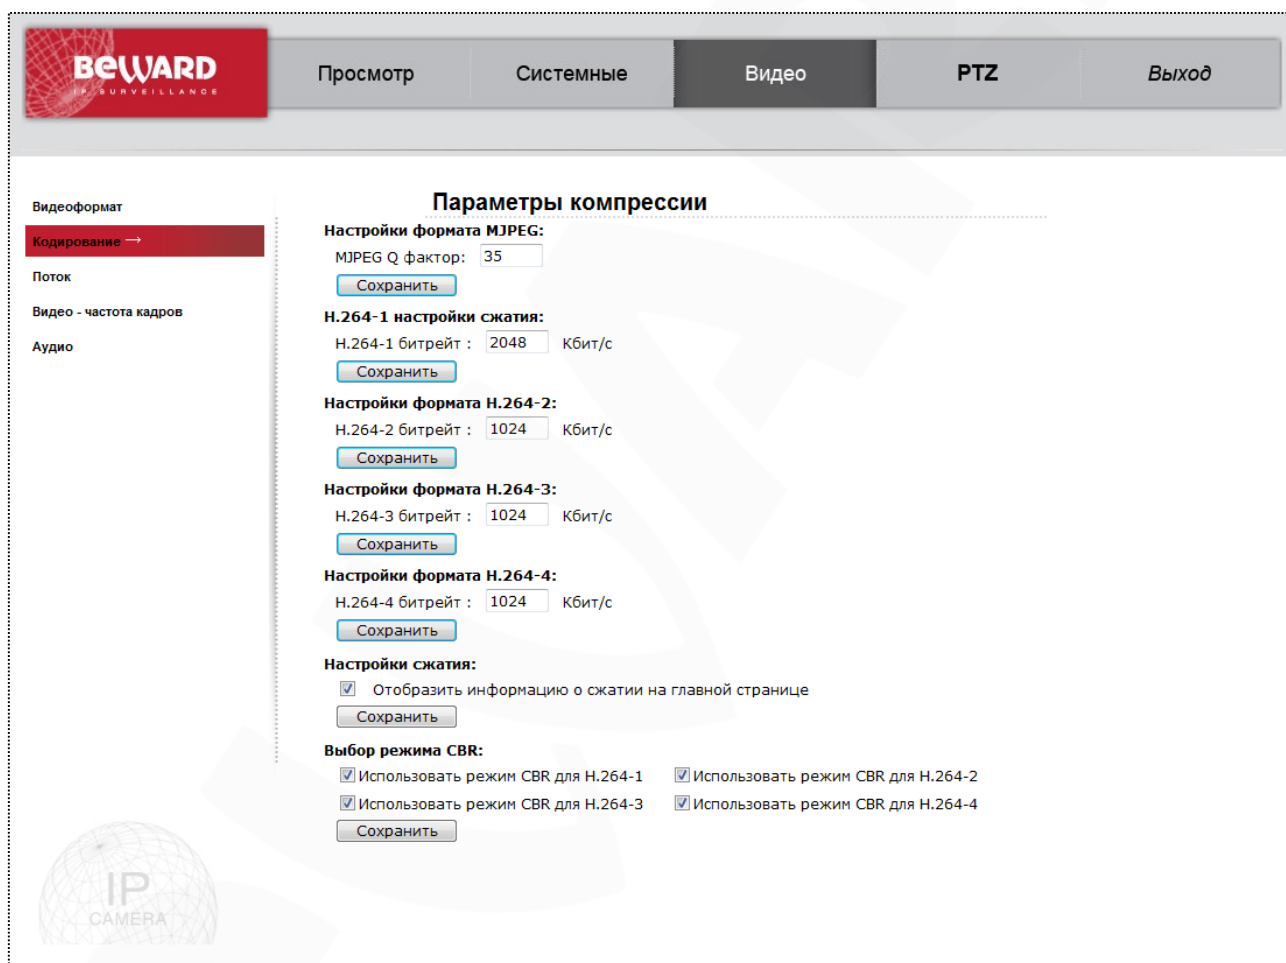 BEWARD
IP SURVEILLANCE
Просмотр Системные Видео PTZ Выход
Видеоформат
Кодирование →
Поток
Видео - частота кадров
Аудио
Параметры компрессии
Настройки формата MJPEG:
MJPEG Q фактор: 35
Сохранить
H.264-1 настройки сжатия:
H.264-1 битрейт : 2048 Кбит/с
Сохранить
Настройки формата H.264-2:
H.264-2 битрейт : 1024 Кбит/с
Сохранить
Настройки формата H.264-3:
H.264-3 битрейт : 1024 Кбит/с
Сохранить
Настройки формата H.264-4:
H.264-4 битрейт : 1024 Кбит/с
Сохранить
Настройки сжатия:
Отобразить информацию о сжатии на главной странице
Сохранить
Выбор режима CBR:
Использовать режим CBR для H.264-1 Использовать режим CBR для H.264-2
Использовать режим CBR для H.264-3 Использовать режим CBR для H.264-4
Сохранить
IP
CAMERA